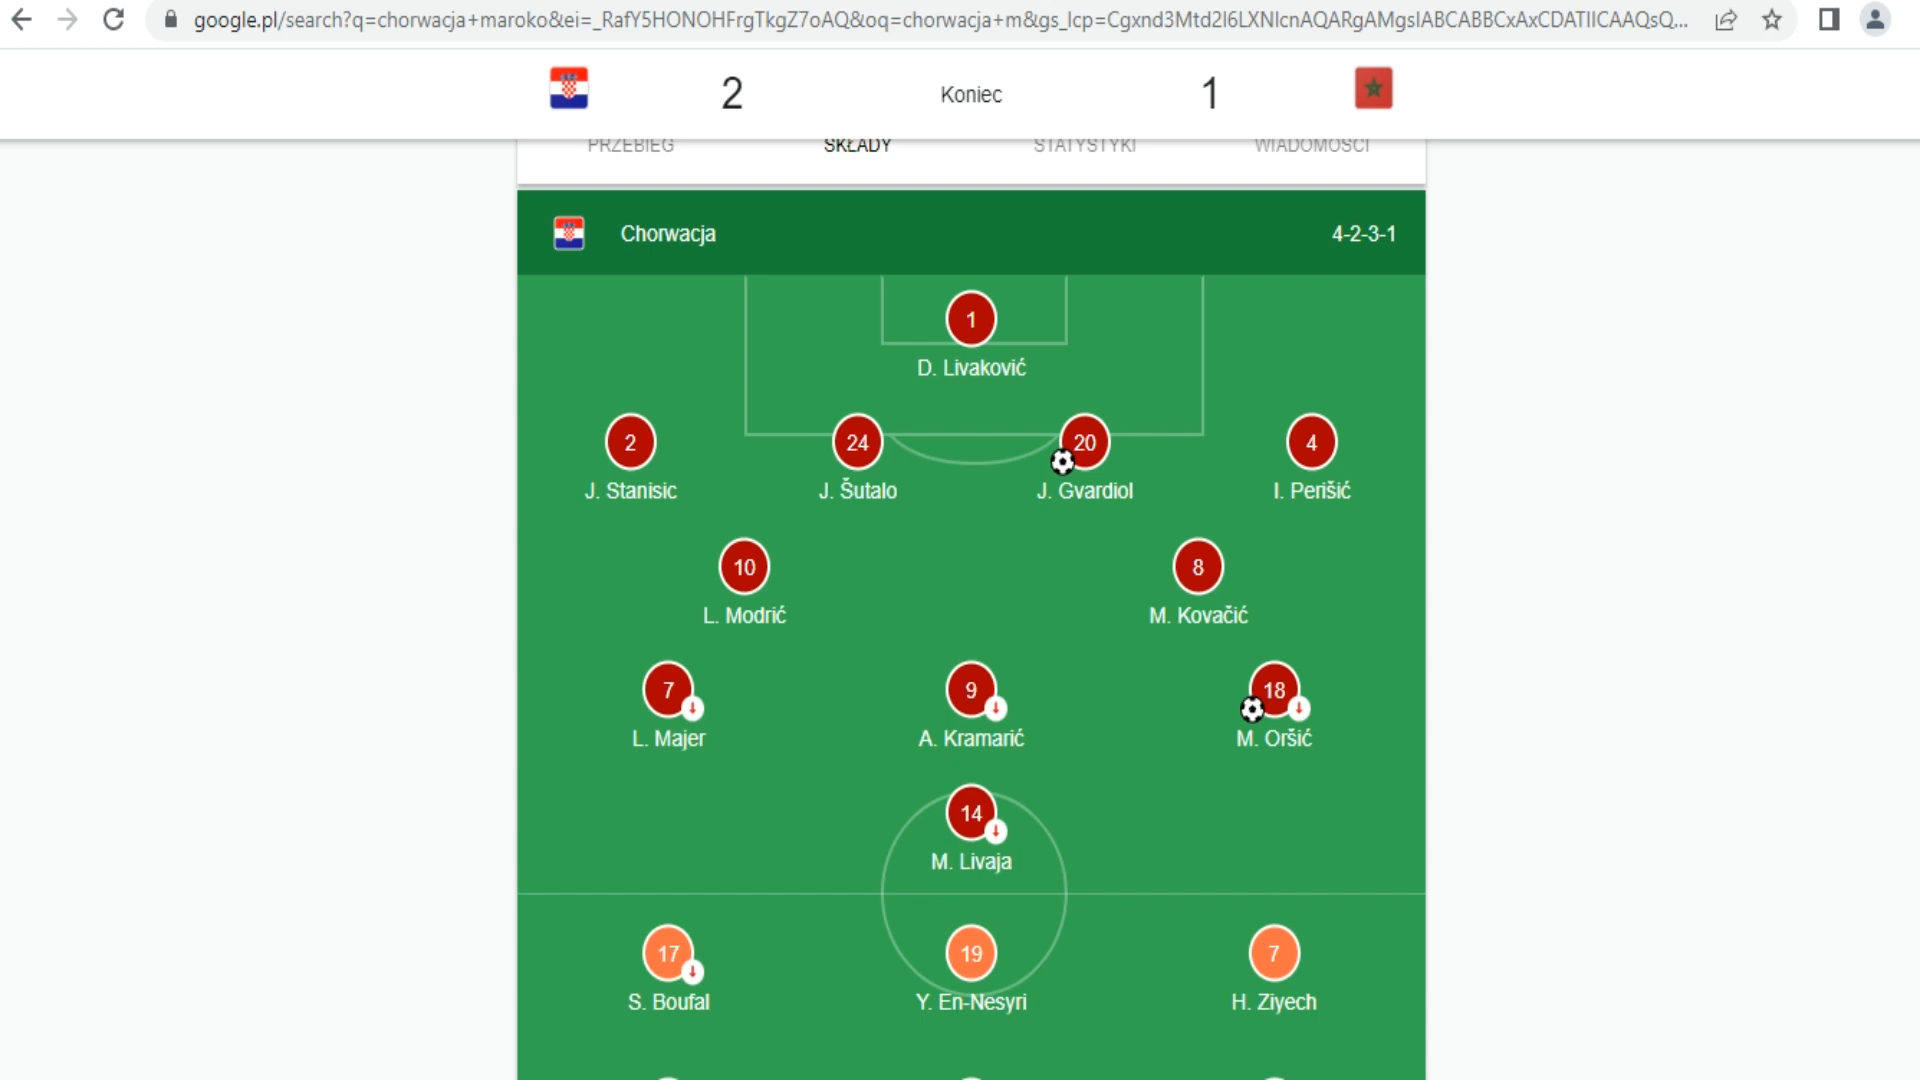 google.pl/search?q=chorwacja+maroko&ei=_RafY5HONOHFrgTkgZ7oAQ&oq=chorwacja+m&gs_lcp=Cgxnd3Mtd2l6LXNlcnAQARgAMgsIABCABBCxAxCDATIICAAQsQ...
2 Koniec 1
PRZEBIEG SKŁADY STATYSTYKI WIADOMOŚCI
Chorwacja 4-2-3-1
1
D. Livaković
2 24 20 4
J. Stanisic J. Šutalo J. Gvardiol I. Perišić
10 8
L. Modrić M. Kovačić
7 9 18
L. Majer A. Kramarić M. Oršić
14
M. Livaja
17 19 7
S. Boufal Y. En-Nesyri H. Ziyech